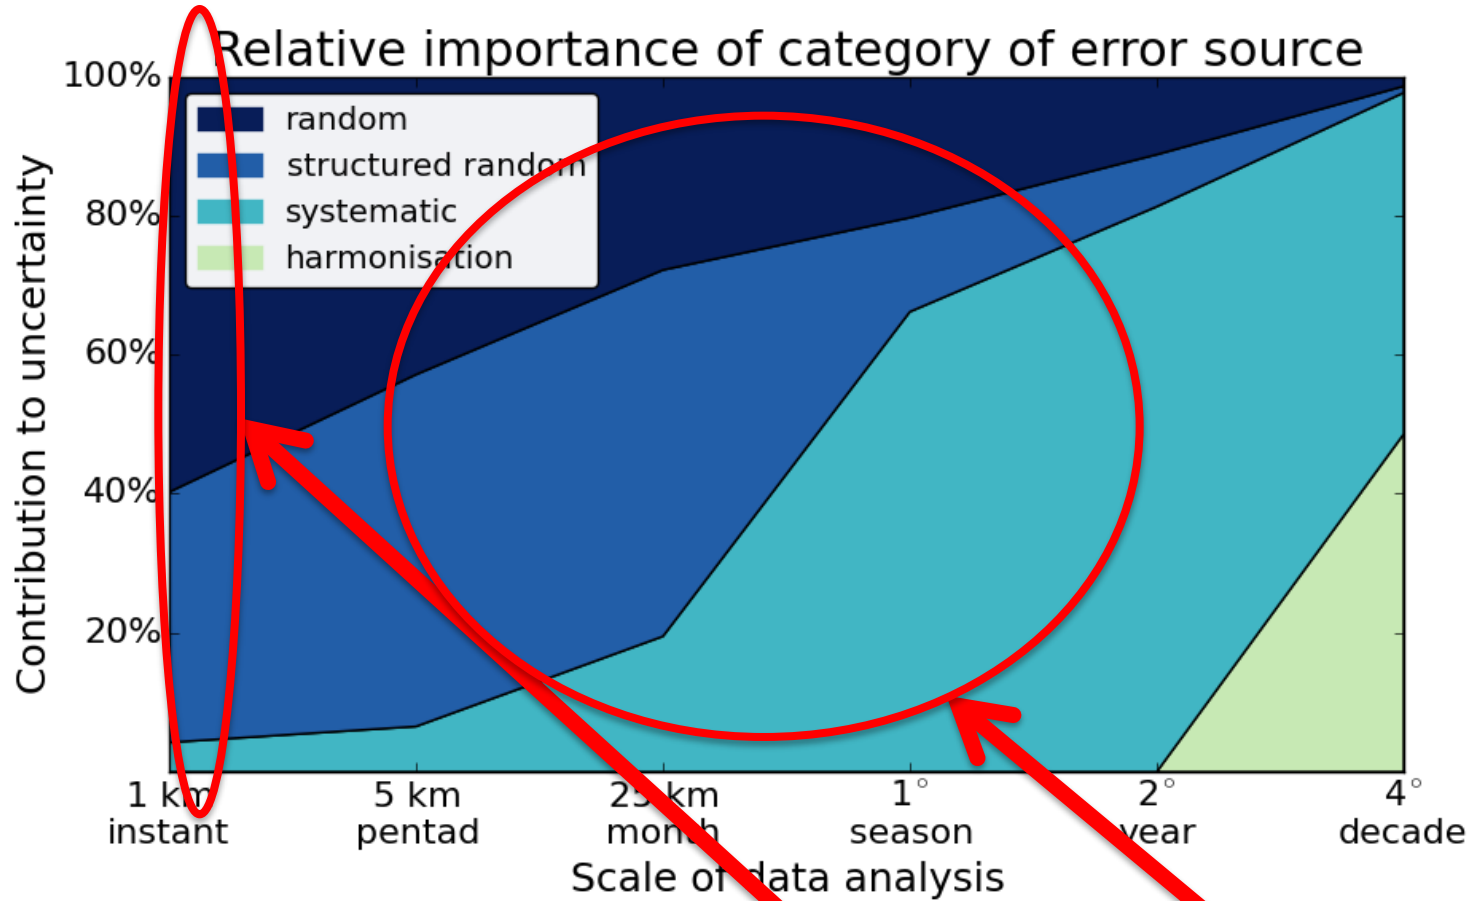 Relative importance of category of error source
100%
80%
60%
40%
20%
random
structured random
systematic
harmonisation
Contribution to uncertainty
1 km 5 km 25 km 1° 2° 4°
instant pentad month season year decade
Scale of data analysis